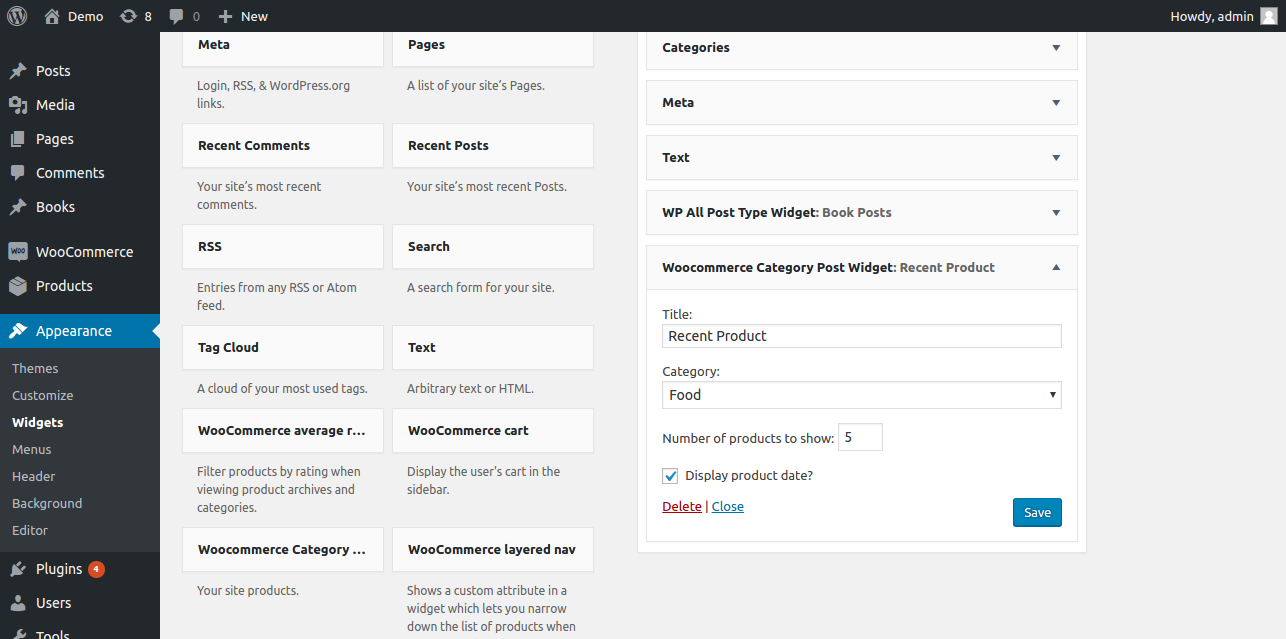 Demo
8
0
New
Howdy, admin
Posts
Media
Pages
Comments
Books
WOO
WooCommerce
Products
Appearance
Themes
Customize
Widgets
Menus
Header
Background
Editor
Plugins 4
Users
Tools
Meta
Login, RSS, & WordPress.org
links.
Pages
A list of your site’s Pages.
Recent Comments
Your site’s most recent
comments.
Recent Posts
Your site’s most recent Posts.
RSS
Entries from any RSS or Atom
feed.
Search
A search form for your site.
Tag Cloud
A cloud of your most used tags.
Text
Arbitrary text or HTML.
WooCommerce average r...
Filter products by rating when
viewing product archives and
categories.
WooCommerce cart
Display the user's cart in the
sidebar.
Woocommerce Category ...
Your site products.
WooCommerce layered nav
Shows a custom attribute in a
widget which lets you narrow
down the list of products when
Categories
Meta
Text
WP All Post Type Widget: Book Posts
Woocommerce Category Post Widget: Recent Product
Title:
Recent Product
Category:
Food
Number of products to show: 5
Display product date?
Delete | Close
Save